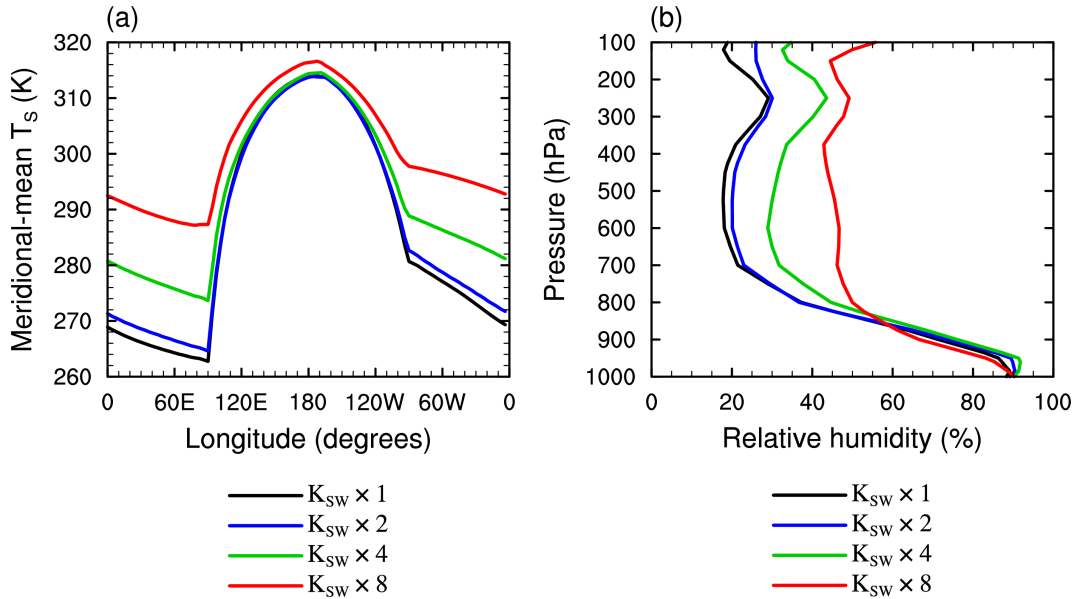 (a)
Meridional-mean T_S (K)
320
310
300
290
280
270
260
0 60E 120E 180 120W 60W 0
Longitude (degrees)
K_SW × 1
K_SW × 2
K_SW × 4
K_SW × 8
(b)
Pressure (hPa)
100
200
300
400
500
600
700
800
900
1000
0 20 40 60 80 100
Relative humidity (%)
K_SW × 1
K_SW × 2
K_SW × 4
K_SW × 8